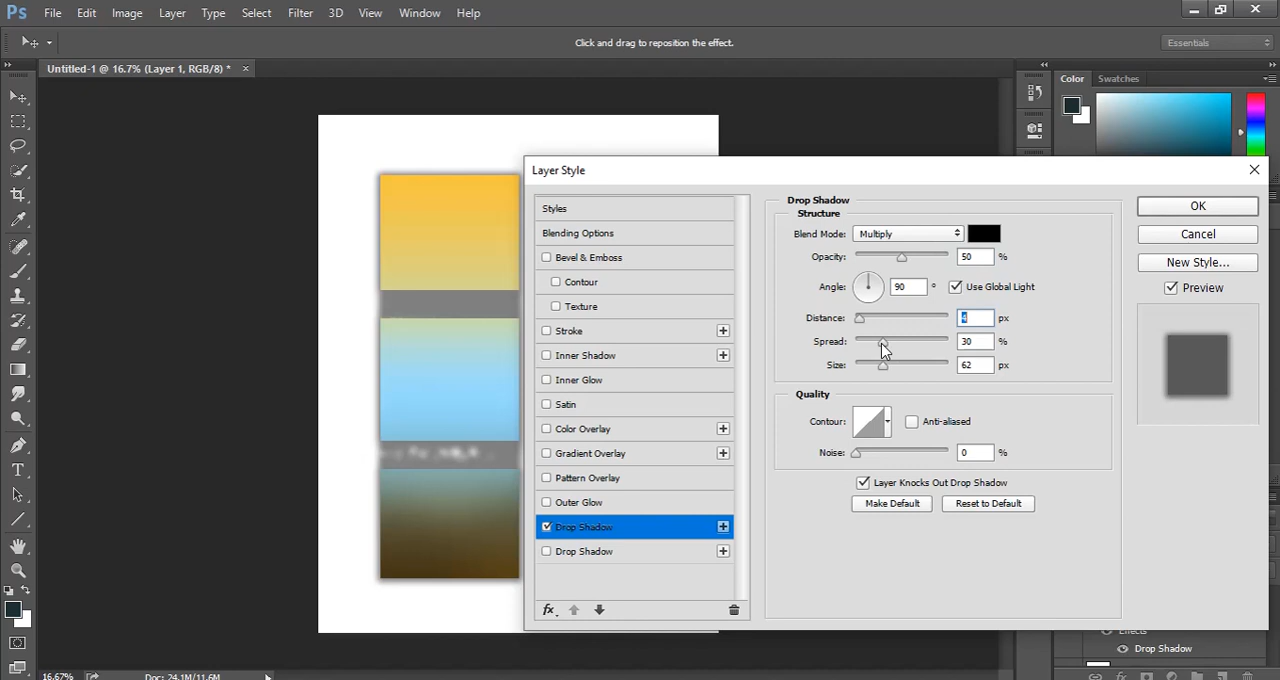 Ps File Edit Image Layer Type Select Filter 3D View Window Help
Click and drag to reposition the effect.
Essentials
Untitled-1 @ 16.7% (Layer 1, RGB/8) * ×
Color Swatches
Layer Style
Styles
Blending Options
Bevel & Emboss
Contour
Texture
Stroke +
Inner Shadow +
Inner Glow
Satin
Color Overlay +
Gradient Overlay +
Pattern Overlay
Outer Glow
Drop Shadow +
Drop Shadow +
fx
Drop Shadow
Structure
Blend Mode: Multiply
Opacity: 50 %
Angle: 90 ° Use Global Light
Distance: 4 px
Spread: 30 %
Size: 62 px
Quality
Contour: Anti-aliased
Noise: 0 %
Layer Knocks Out Drop Shadow
Make Default Reset to Default
OK
Cancel
New Style...
Preview
Effects
Drop Shadow
16.67% Doc: 24.1M/11.6M